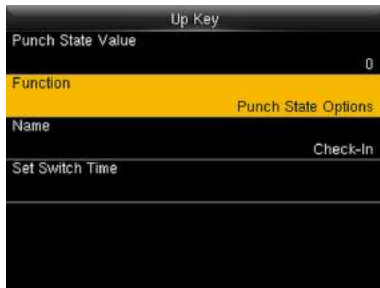 Up Key
Punch State Value
0
Function
Punch State Options
Name
Check-In
Set Switch Time